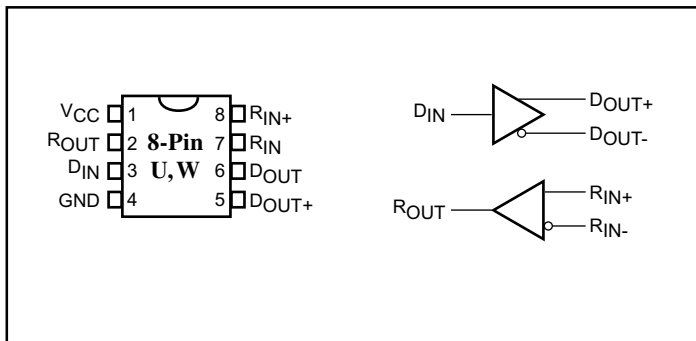 VCC 1 8 RIN+
ROUT 2 8-Pin 7 RIN
DIN 3 U, W 6 DOUT
GND 4 5 DOUT+
DIN DOUT+
DOUT-
ROUT RIN+
RIN-